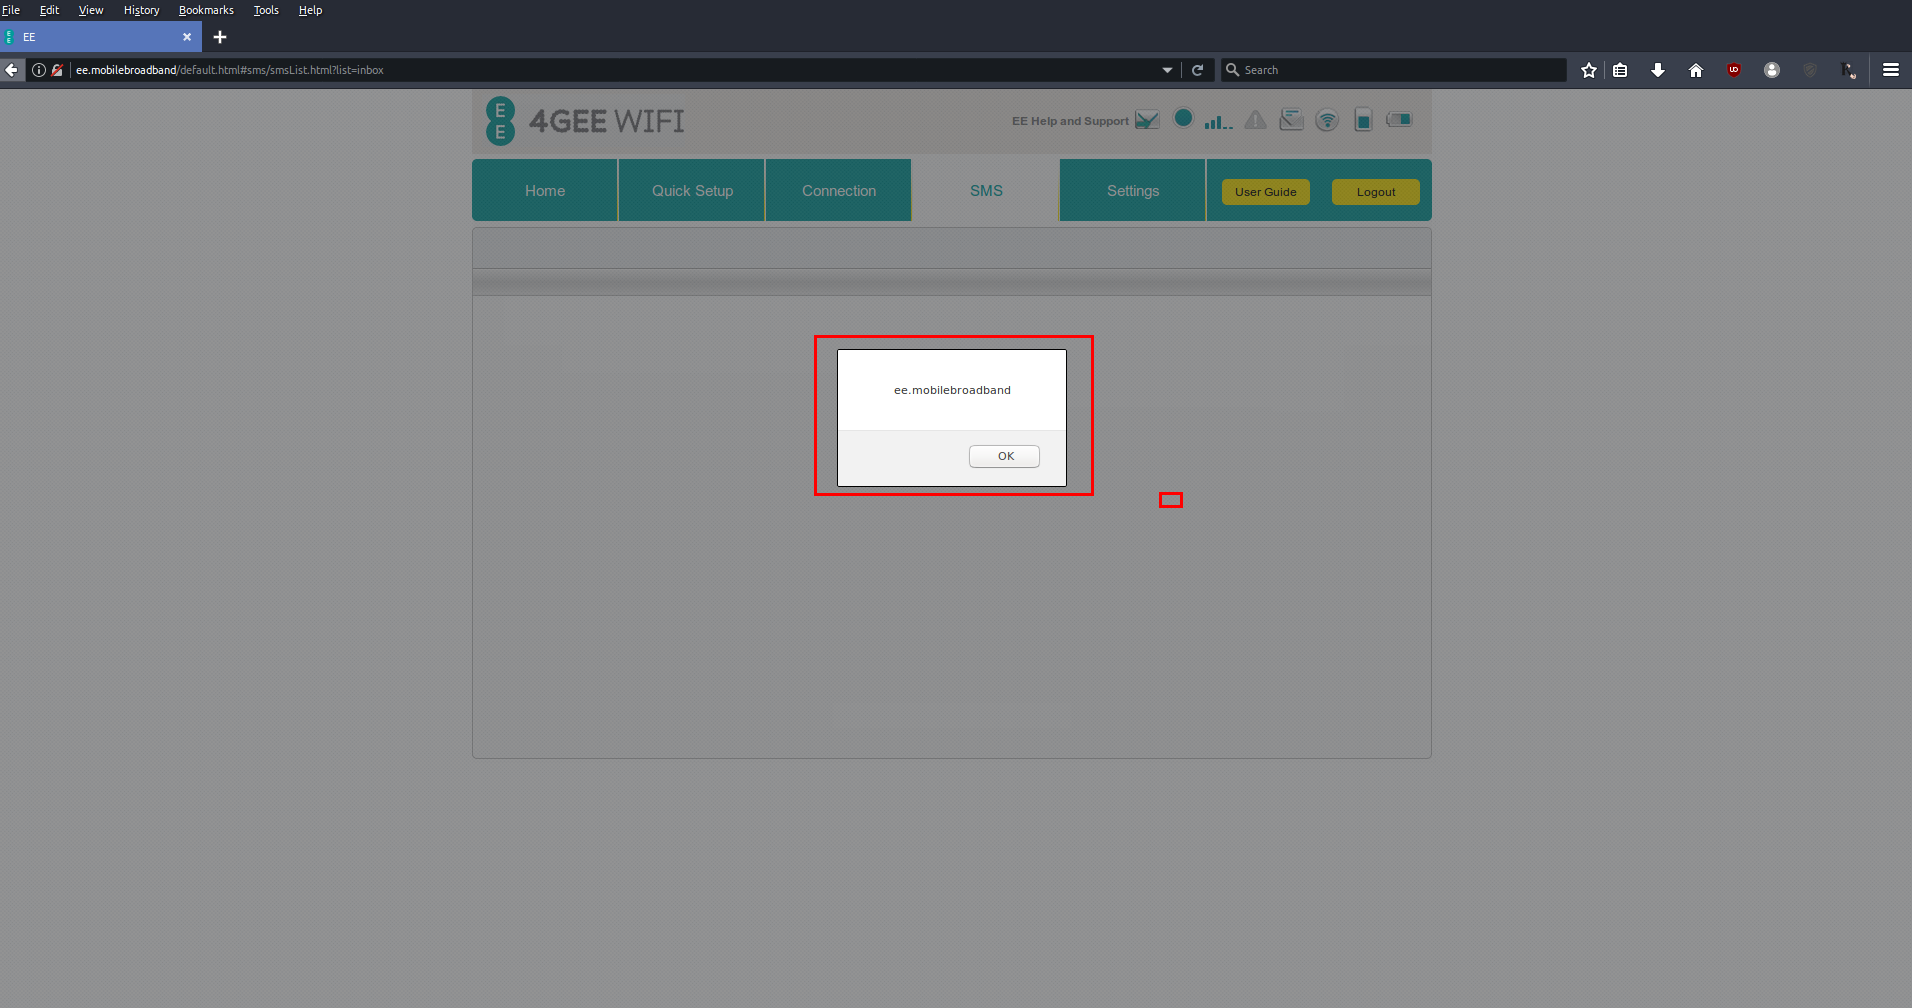 File Edit View History Bookmarks Tools Help
EE
ee.mobilebroadband/default.html#sms/smsList.html?list=inbox
Search
E
E
4GEE WIFI
EE Help and Support
Home Quick Setup Connection SMS Settings User Guide Logout
ee.mobilebroadband
OK